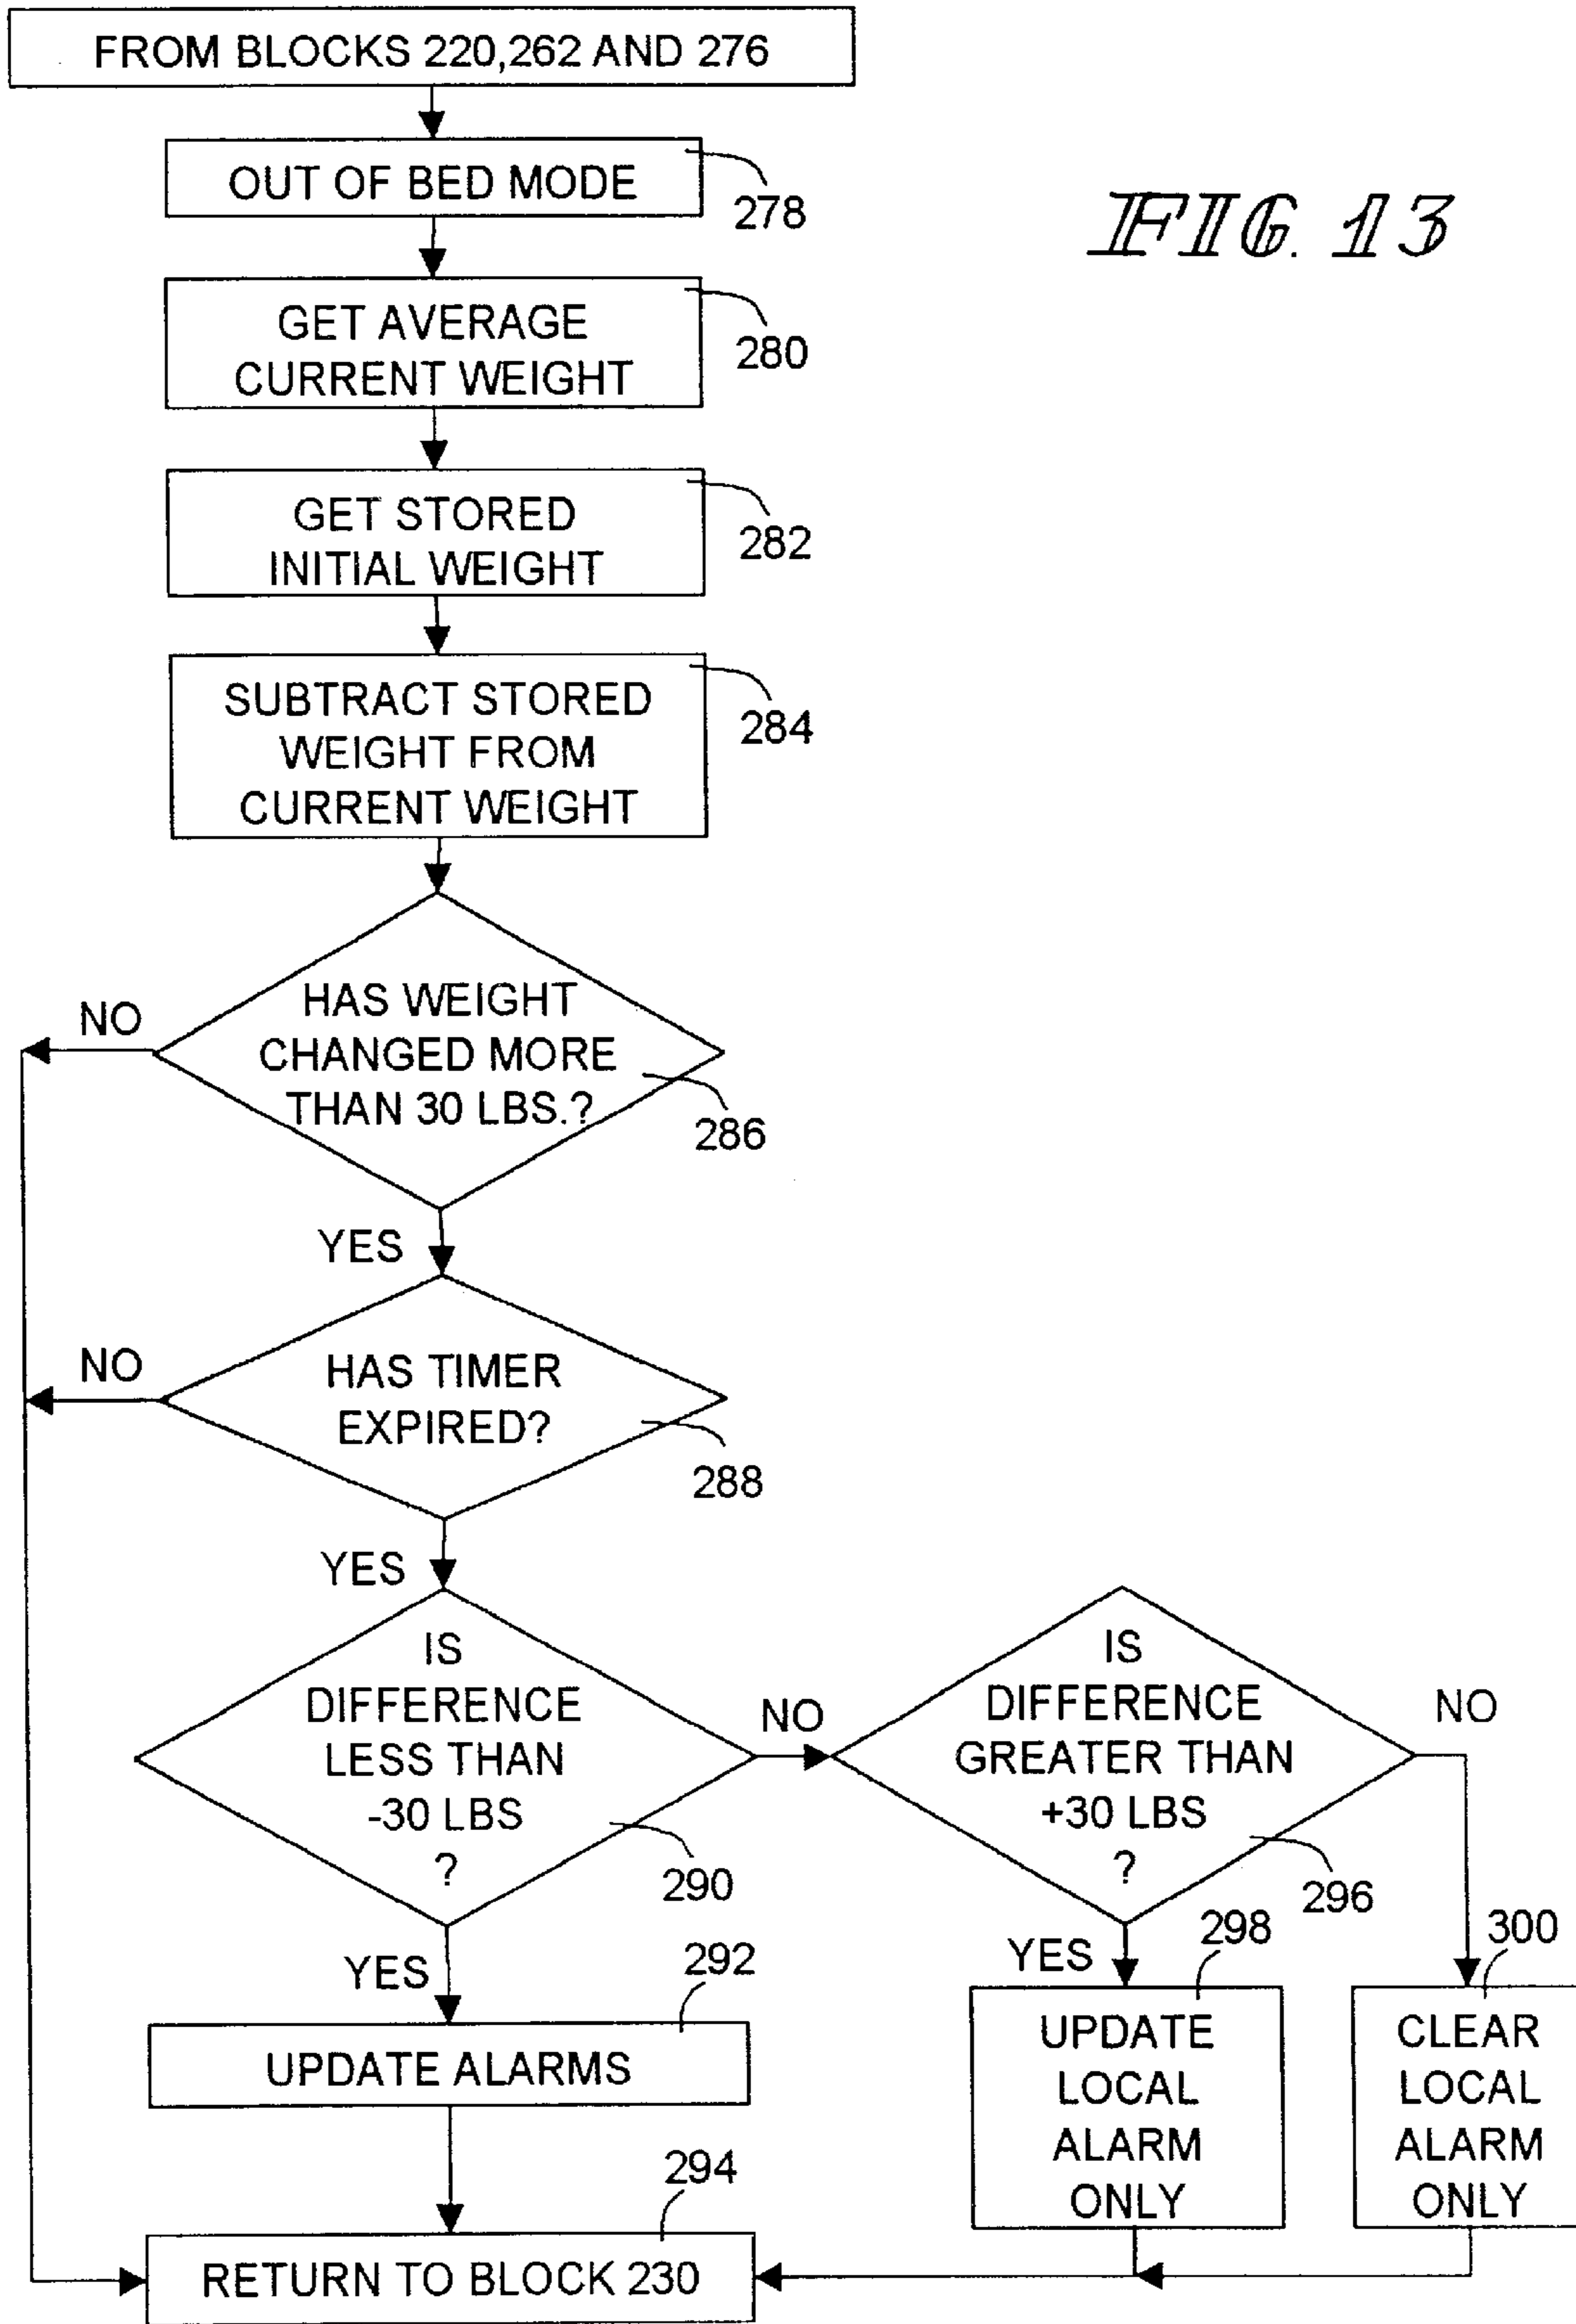 FROM BLOCKS 220,262 AND 276
OUT OF BED MODE
278
FIG. 13
GET AVERAGE
CURRENT WEIGHT
280
GET STORED
INITIAL WEIGHT
282
SUBTRACT STORED
WEIGHT FROM
CURRENT WEIGHT
284
HAS WEIGHT
CHANGED MORE
THAN 30 LBS.?
286
NO
YES
HAS TIMER
EXPIRED?
288
NO
YES
IS
DIFFERENCE
LESS THAN
-30 LBS
?
290
NO
IS
DIFFERENCE
GREATER THAN
+30 LBS
?
296
NO
YES
292
UPDATE ALARMS
YES
298
UPDATE
LOCAL
ALARM
ONLY
300
CLEAR
LOCAL
ALARM
ONLY
294
RETURN TO BLOCK 230